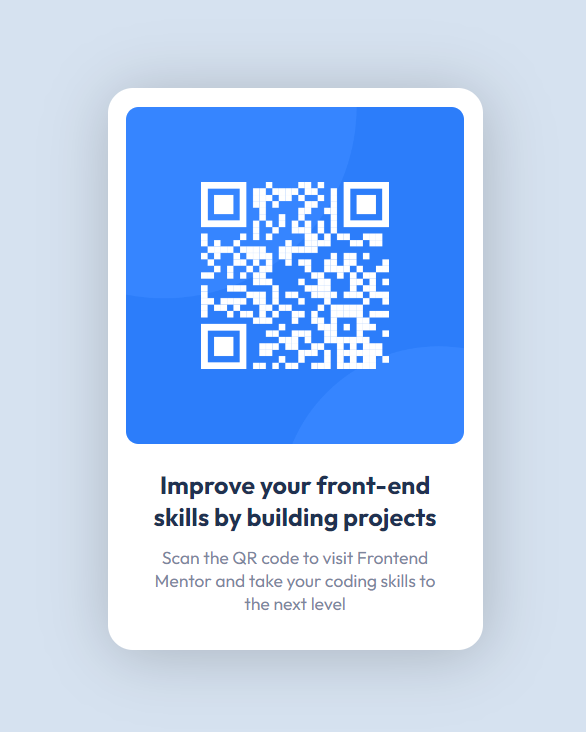 Improve your front-end
skills by building projects
Scan the QR code to visit Frontend
Mentor and take your coding skills to
the next level